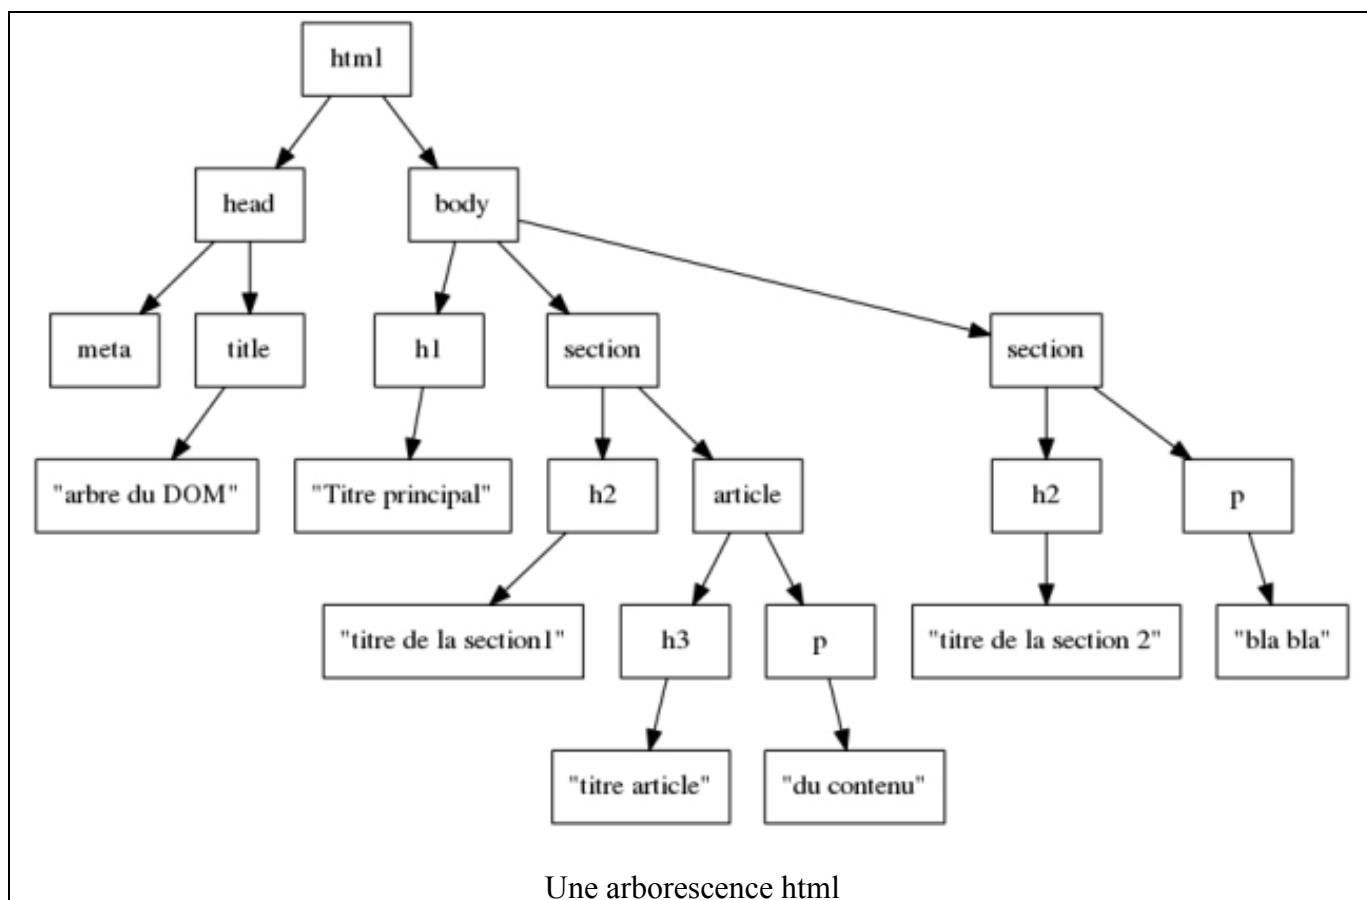 html
head
body
meta
title
h1
section
section
"arbre du DOM"
"Titre principal"
h2
article
h2
p
"titre de la section1"
h3
p
"titre de la section 2"
"bla bla"
"titre article"
"du contenu"
Une arborescence html